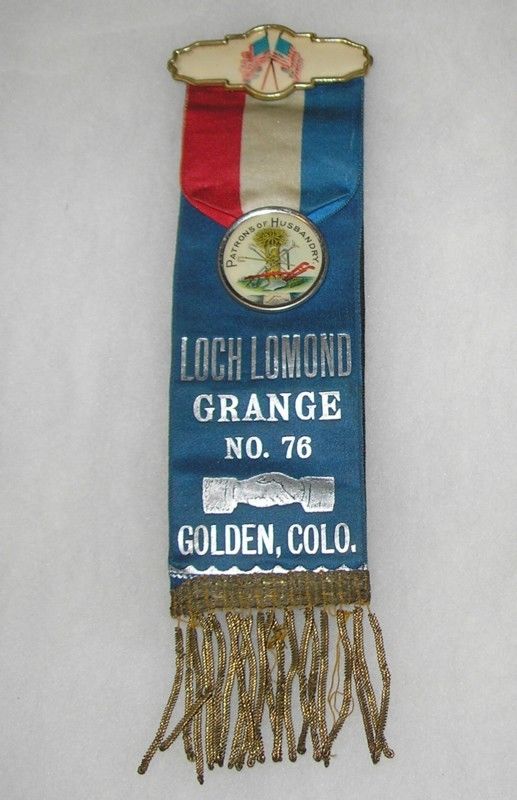 PATRONS OF HUSBANDRY.
LOCH LOMOND
GRANGE
NO. 76
GOLDEN, COLO.